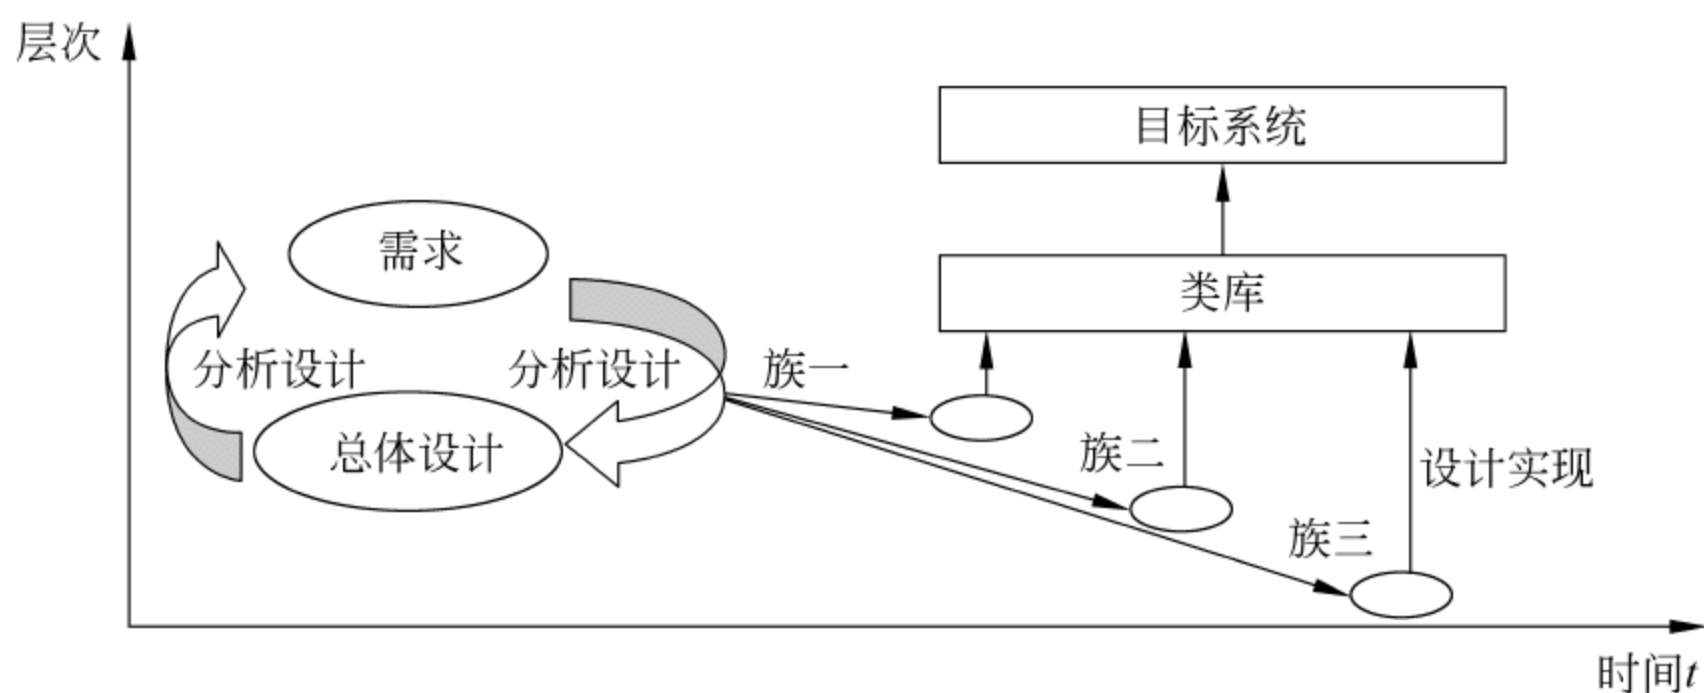 层次
目标系统
需求
类库
分析设计
分析设计
族一
总体设计
族二
设计实现
族三
时间t